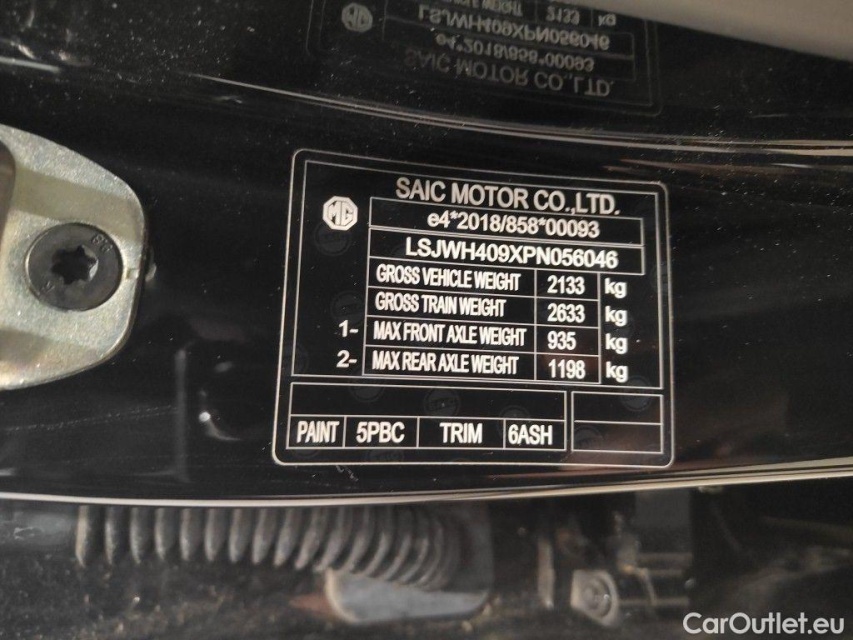 MG
SAIC MOTOR CO.,LTD.
e4*2018/858*00093
LSJWH409XPN056046
GROSS VEHICLE WEIGHT 2133 kg
GROSS TRAIN WEIGHT 2633 kg
1- MAX FRONT AXLE WEIGHT 935 kg
2- MAX REAR AXLE WEIGHT 1198 kg
PAINT 5PBC TRIM 6ASH
CarOutlet.eu